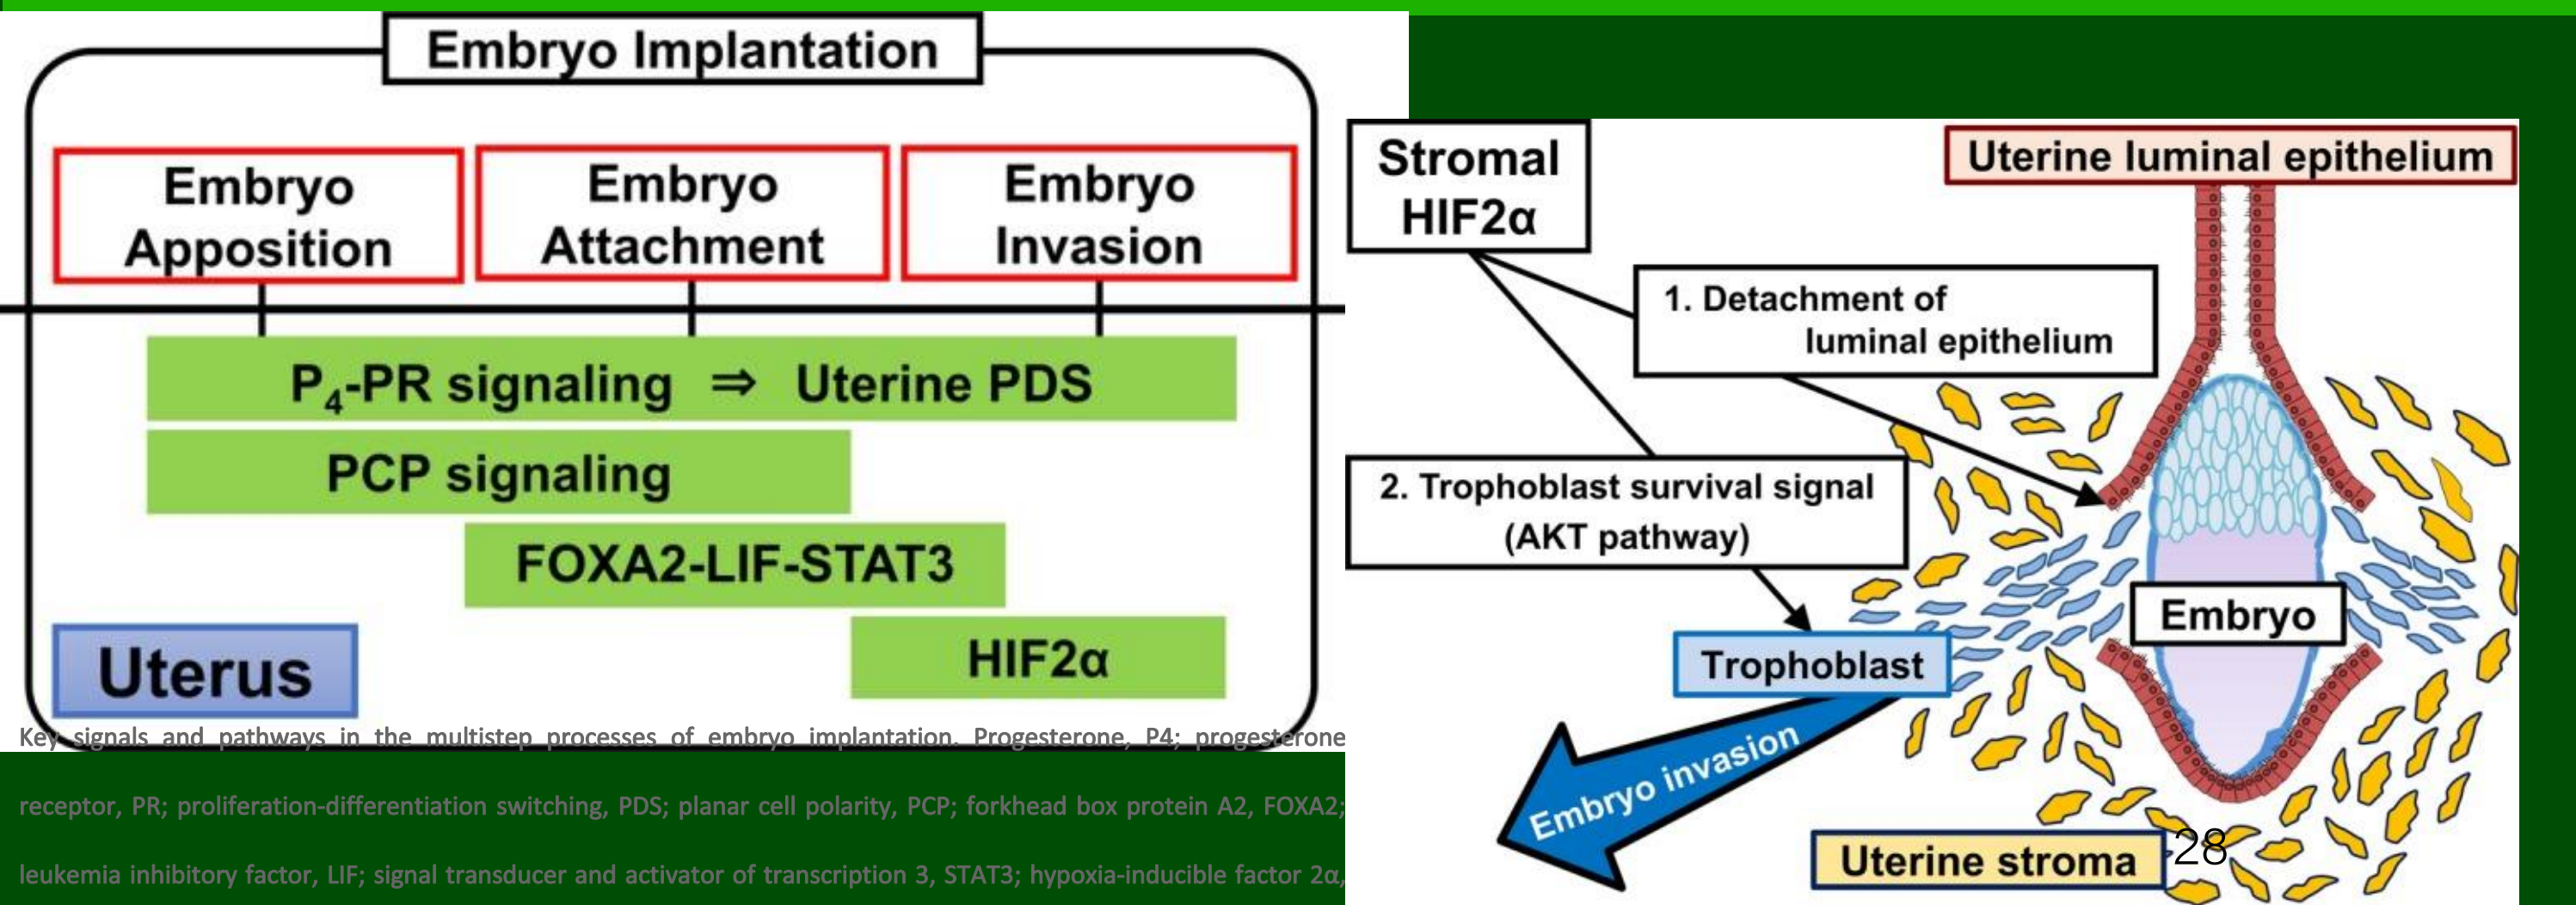 Embryo Implantation
Embryo
Apposition
Embryo
Attachment
Embryo
Invasion
P₄-PR signaling ⇒ Uterine PDS
PCP signaling
FOXA2-LIF-STAT3
HIF2α
Uterus
Key signals and pathways in the multistep processes of embryo implantation. Progesterone, P4; progesterone
receptor, PR; proliferation-differentiation switching, PDS; planar cell polarity, PCP; forkhead box protein A2, FOXA2;
leukemia inhibitory factor, LIF; signal transducer and activator of transcription 3, STAT3; hypoxia-inducible factor 2α,
Stromal
HIF2α
Uterine luminal epithelium
1. Detachment of
luminal epithelium
2. Trophoblast survival signal
(AKT pathway)
Embryo
Trophoblast
Embryo invasion
Uterine stroma
28